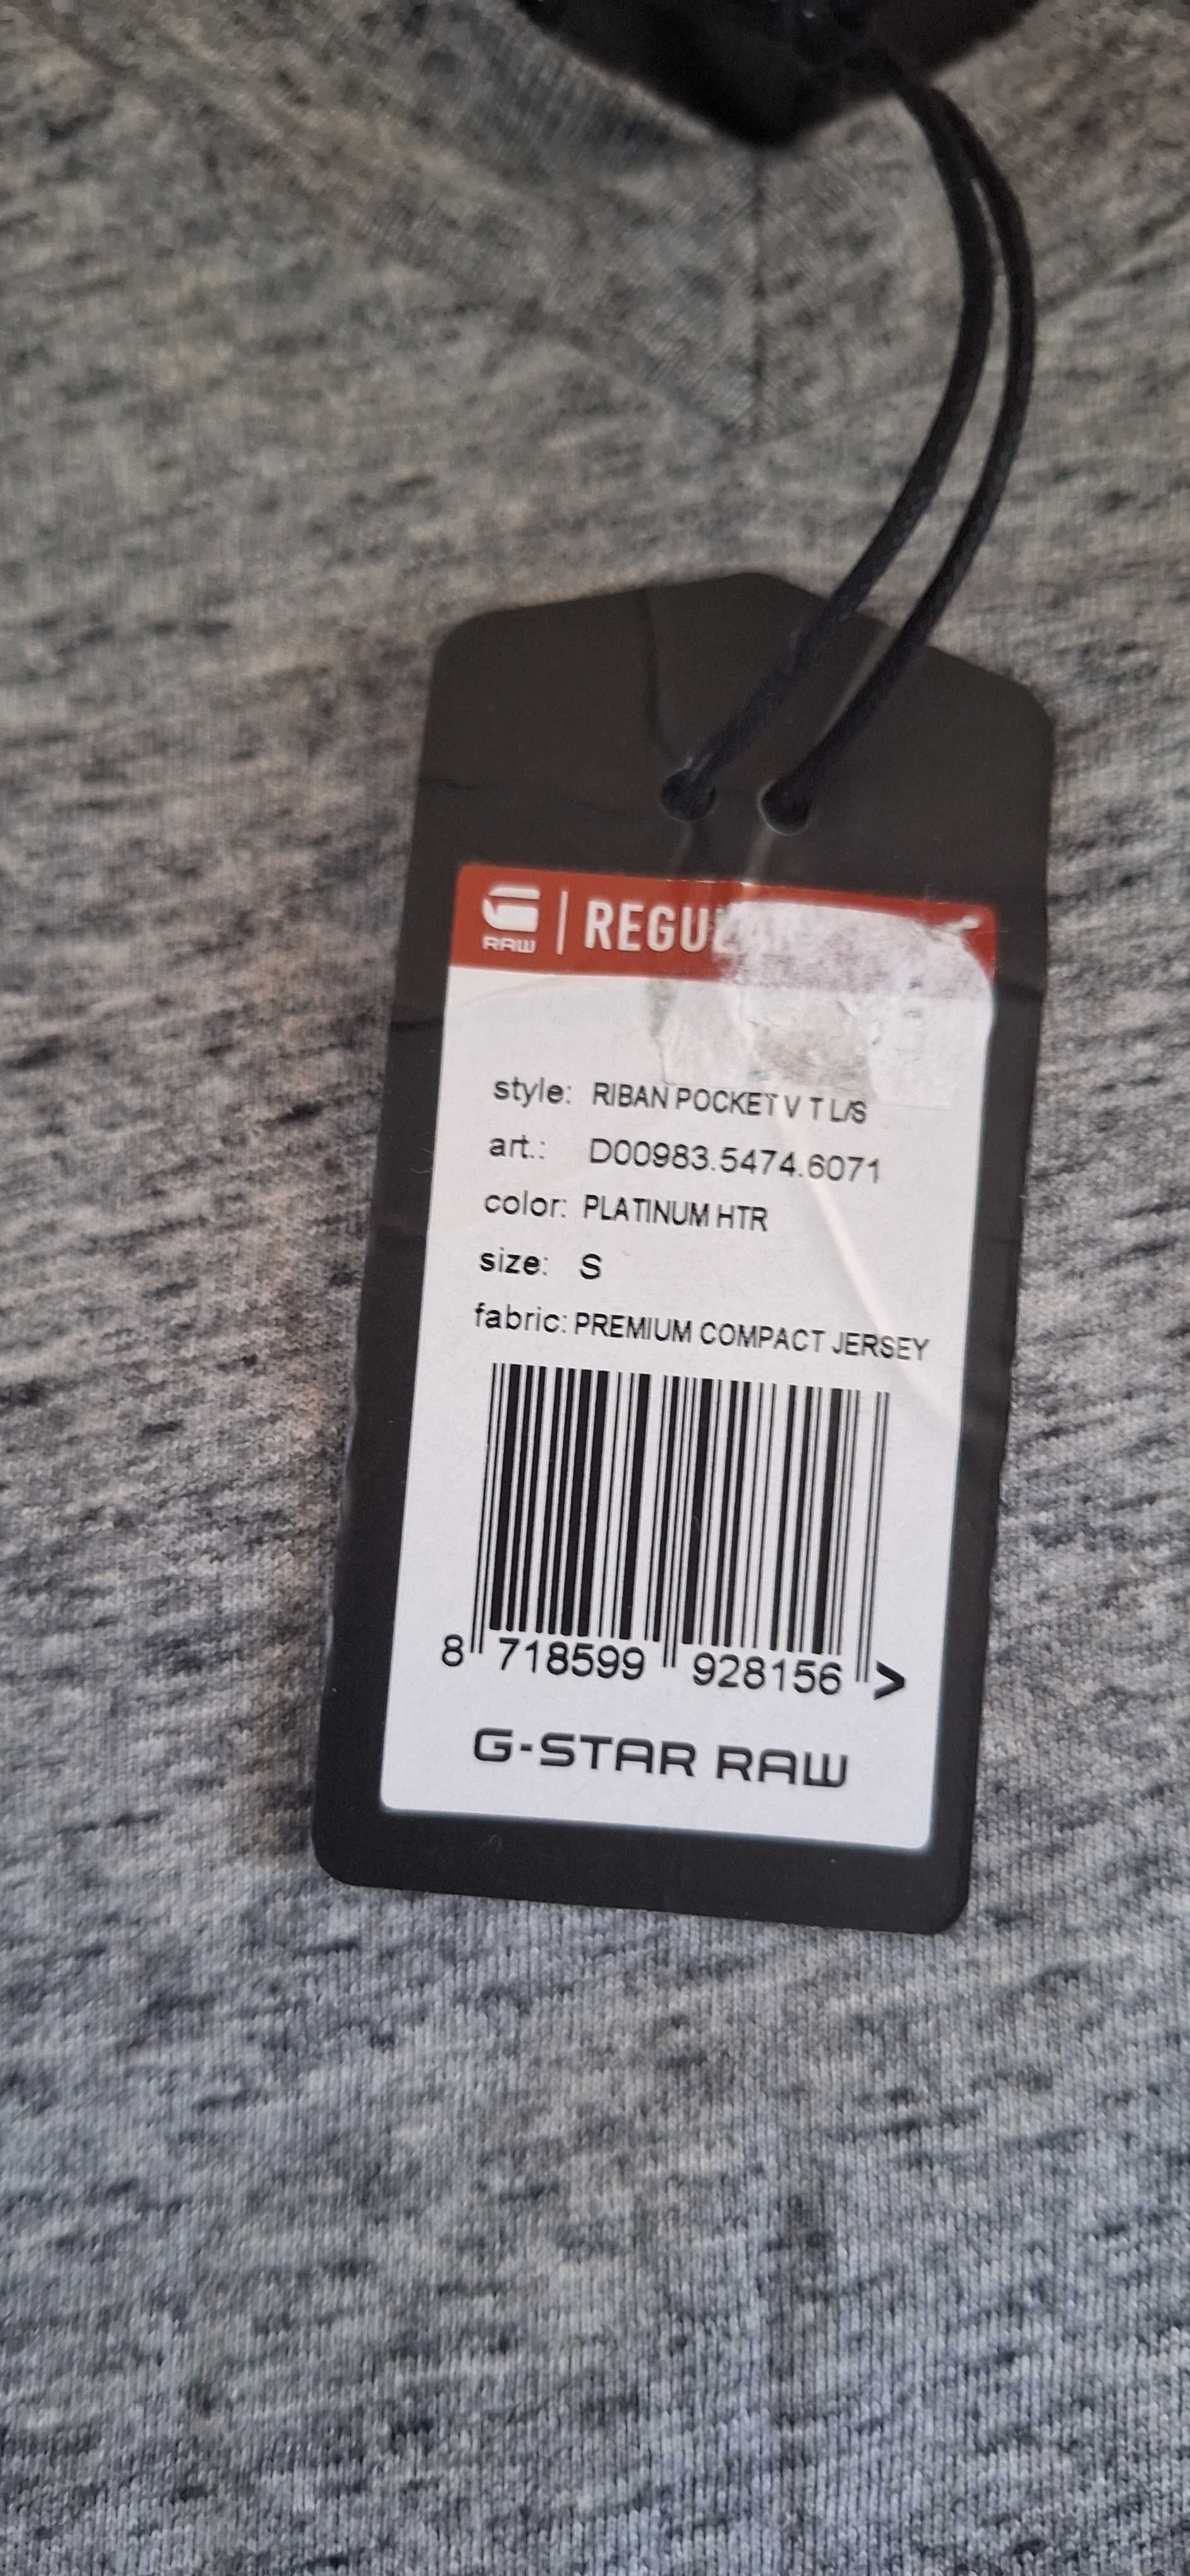 RAW | REGULAR
style: RIBAN POCKET V T L/S
art.: D00983.5474.6071
color: PLATINUM HTR
size: S
fabric: PREMIUM COMPACT JERSEY
8 718599 928156 >
G-STAR RAW